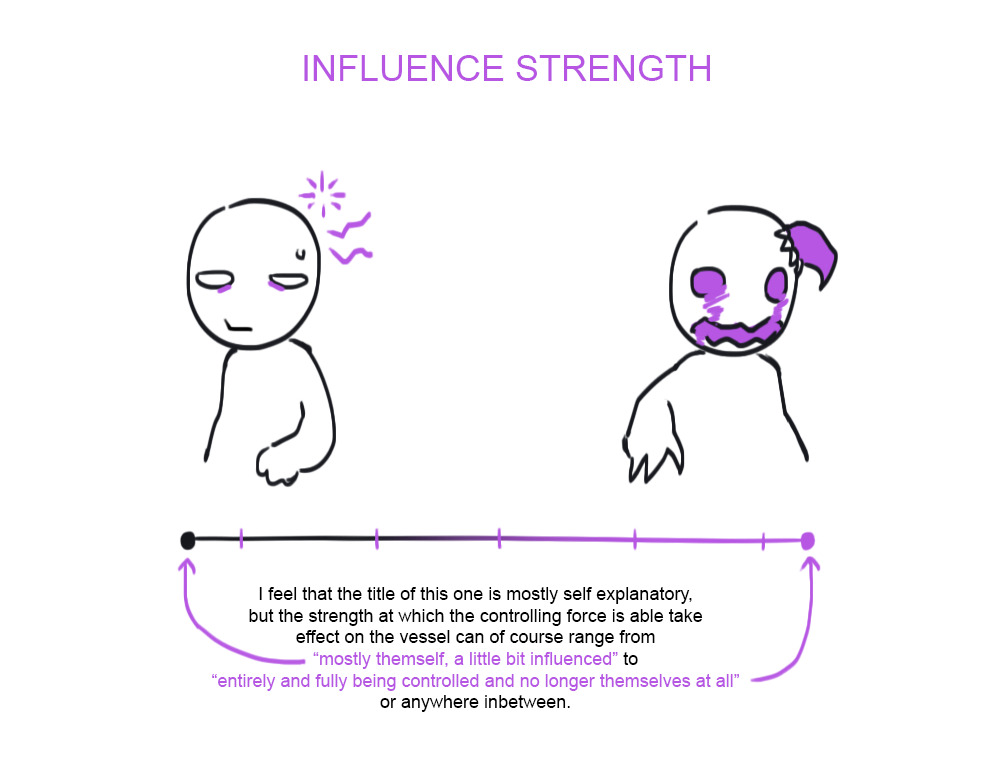 INFLUENCE STRENGTH
I feel that the title of this one is mostly self explanatory,
but the strength at which the controlling force is able take
effect on the vessel can of course range from
“mostly themself, a little bit influenced” to
“entirely and fully being controlled and no longer themselves at all”
or anywhere inbetween.